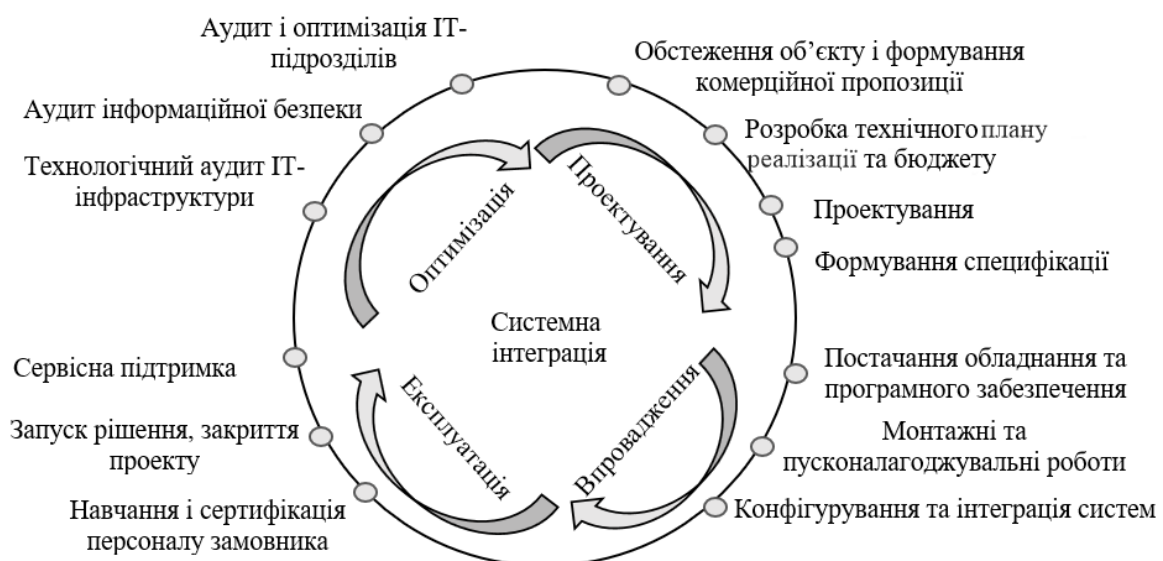 Аудит і оптимізація ІТ-
підрозділів
Обстеження об’єкту і формування
комерційної пропозиції
Аудит інформаційної безпеки
Розробка технічного плану
реалізації та бюджету
Технологічний аудит ІТ-
інфраструктури
Проектування
Формування специфікації
Оптимізація
Проектування
Системна
інтеграція
Експлуатація
Впровадження
Постачання обладнання та
програмного забезпечення
Сервісна підтримка
Монтажні та
пусконалагоджувальні роботи
Запуск рішення, закриття
проекту
Конфігурування та інтеграція систем
Навчання і сертифікація
персоналу замовника